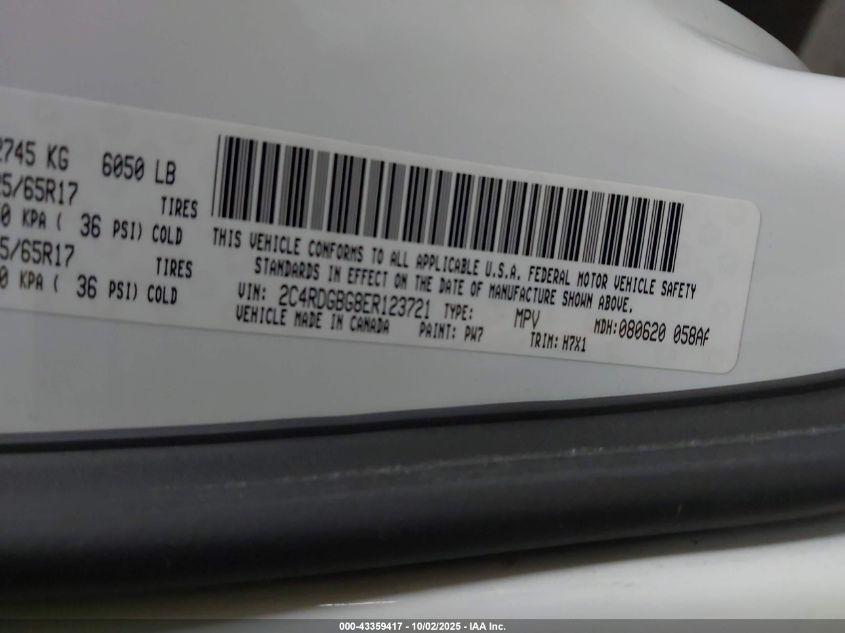 2745 KG 6050 LB
5/65R17 TIRES
0 KPA ( 36 PSI) COLD
5/65R17 TIRES
0 KPA ( 36 PSI) COLD
THIS VEHICLE CONFORMS TO ALL APPLICABLE U.S.A. FEDERAL MOTOR VEHICLE SAFETY
STANDARDS IN EFFECT ON THE DATE OF MANUFACTURE SHOWN ABOVE.
VIN: 2C4RDGBG8ER123721 TYPE: MPV MDH:080620 058AF
VEHICLE MADE IN CANADA PAINT: PW7 TRIM: H7X1
000-43359417 - 10/02/2025 - IAA Inc.